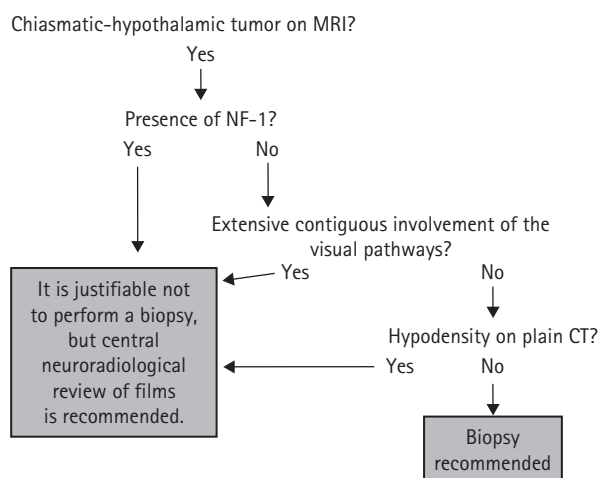 Chiasmatic-hypothalamic tumor on MRI?
Yes
Presence of NF-1?
Yes No
Extensive contiguous involvement of the
visual pathways?
Yes No
It is justifiable not
to perform a biopsy,
but central
neuroradiological
review of films
is recommended.
Hypodensity on plain CT?
Yes No
Biopsy
recommended